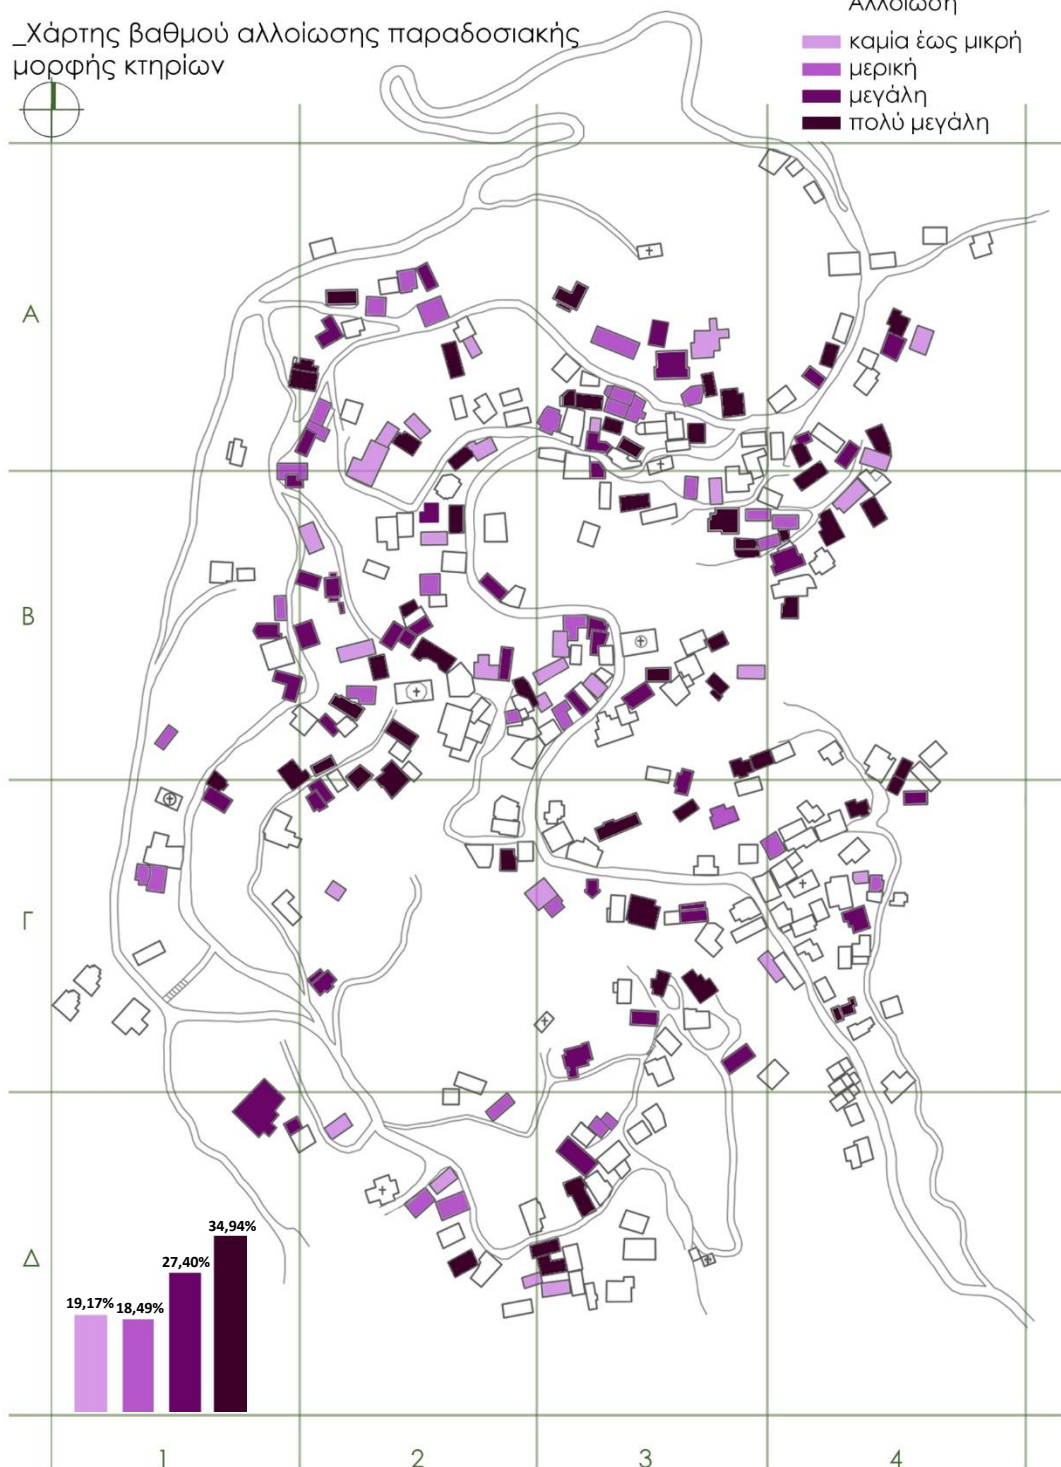 Αλλοίωση
_Χάρτης βαθμού αλλοίωσης παραδοσιακής
μορφής κτηρίων
καμία έως μικρή
μερική
μεγάλη
πολύ μεγάλη
Α
Β
Γ
Δ
34,94%
27,40%
19,17%
18,49%
1
2
3
4